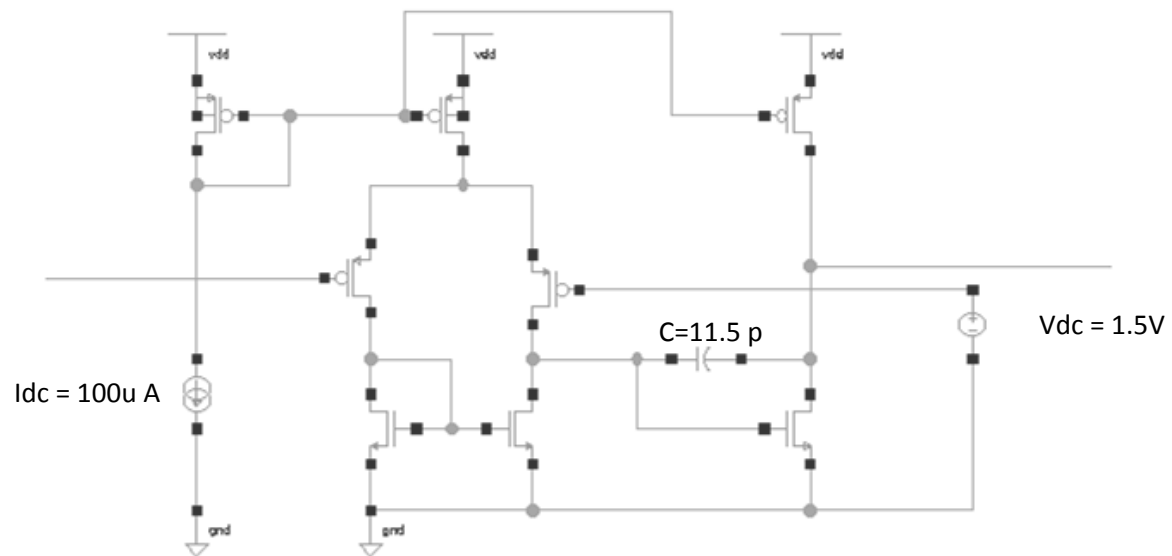 vdd
vdd
vdd
C=11.5 p
Vdc = 1.5V
Idc = 100u A
gnd
gnd